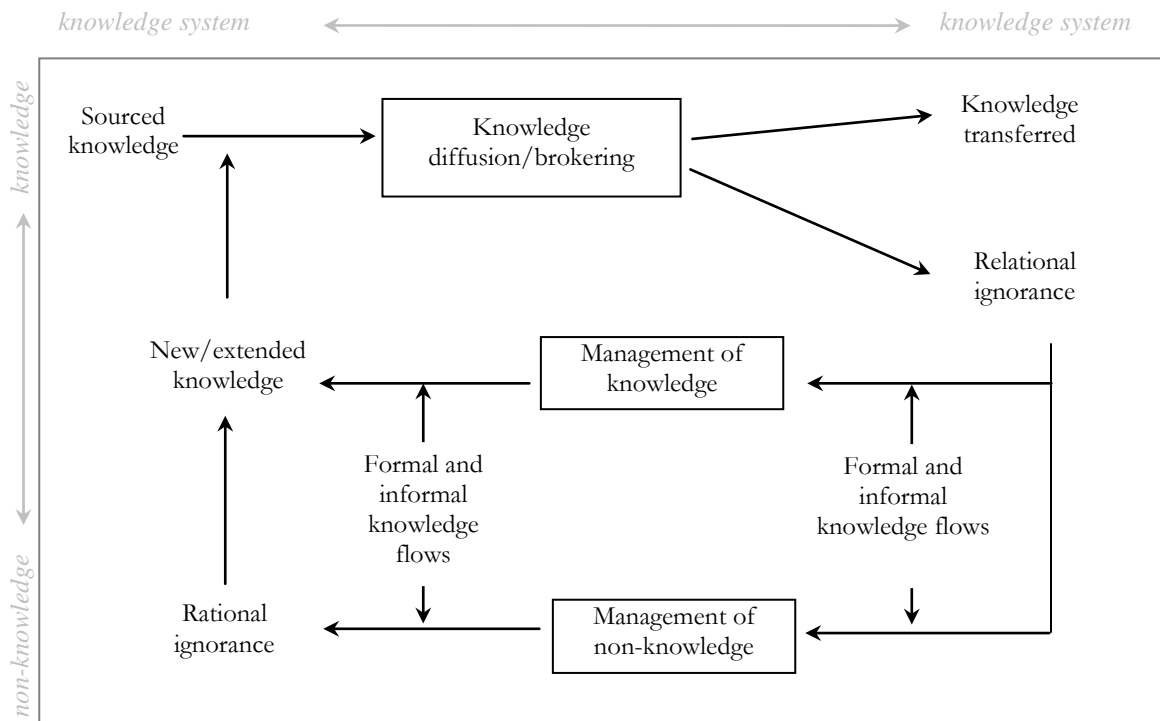 knowledge system
knowledge system
knowledge
non-knowledge
Sourced
knowledge
Knowledge
diffusion/brokering
Knowledge
transferred
Relational
ignorance
New/extended
knowledge
Management of
knowledge
Formal and
informal
knowledge
flows
Formal and
informal
knowledge flows
Rational
ignorance
Management of
non-knowledge